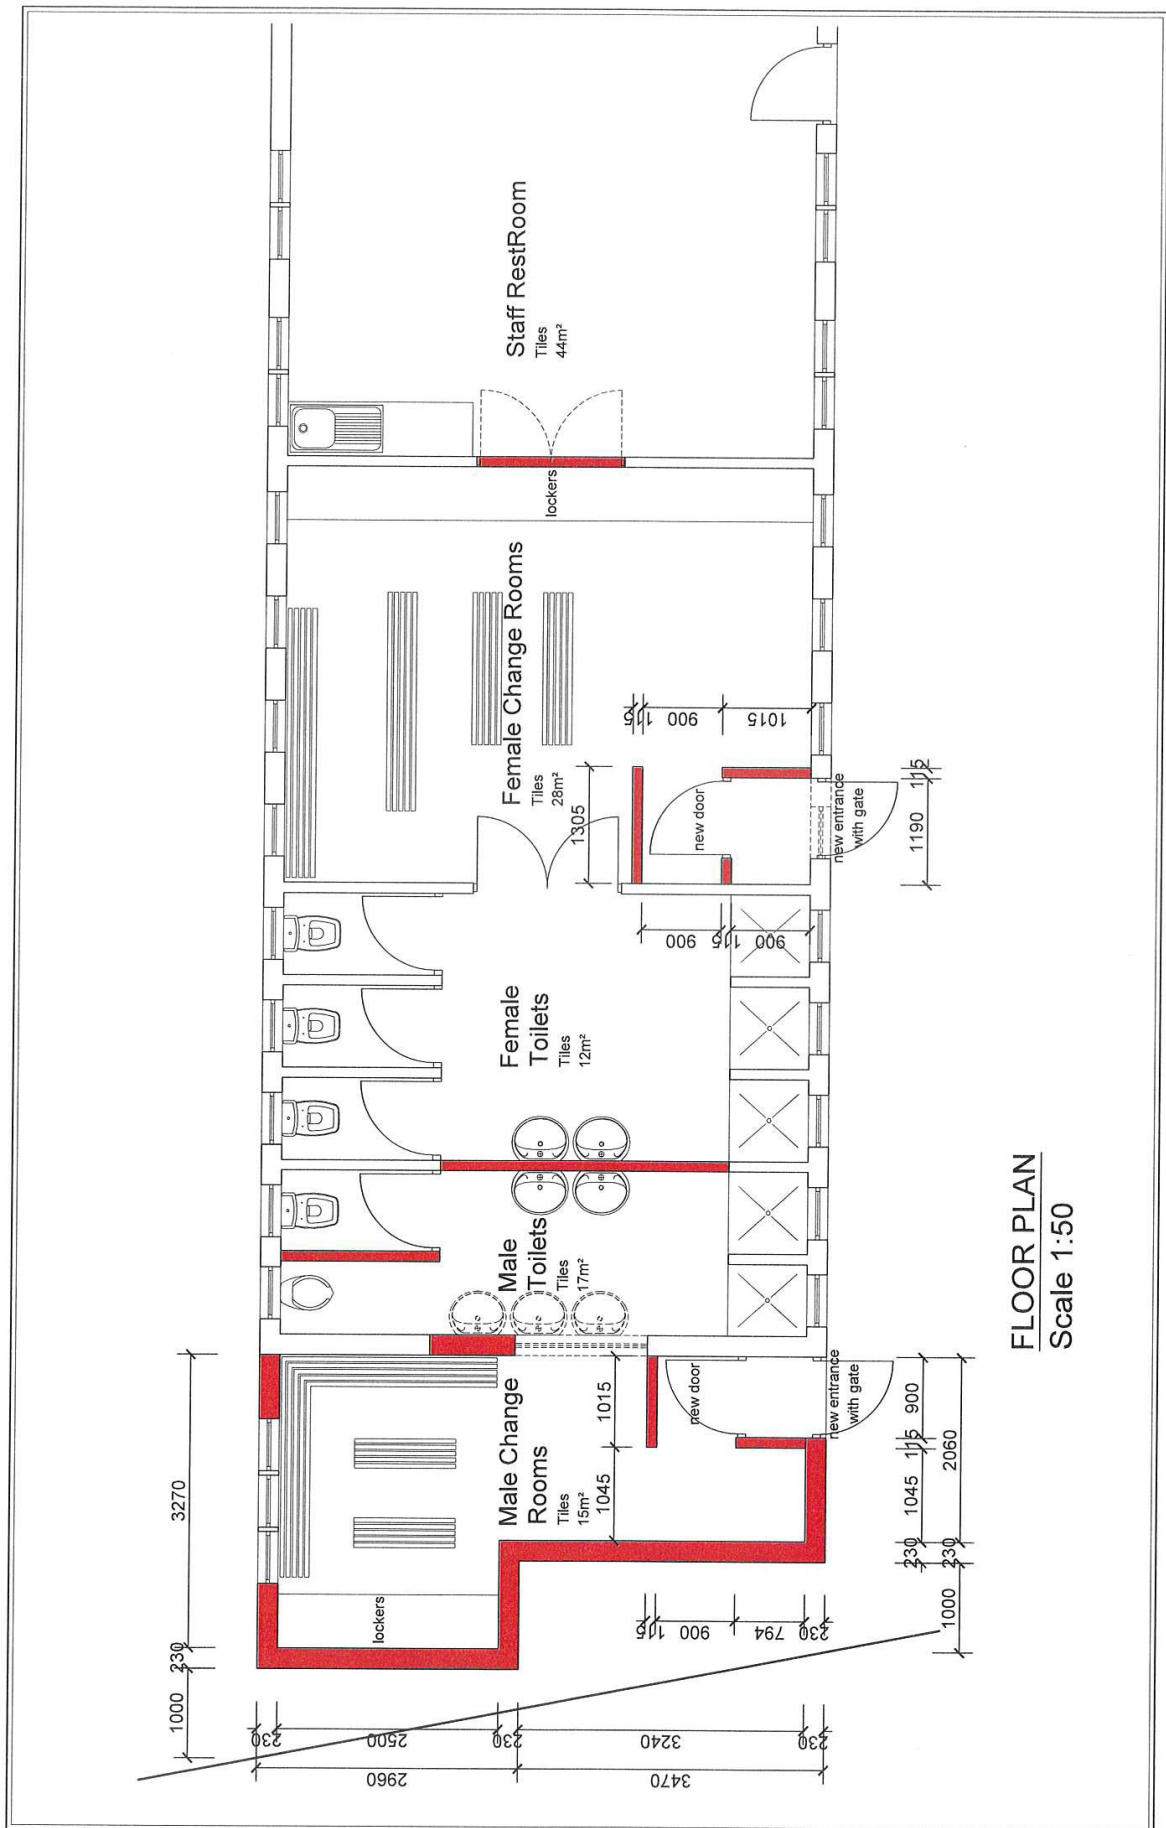 Staff RestRoom
Tiles
44m²
lockers
Female Change Rooms
Tiles
28m²
1305
115
900
1015
new door
new entrance
with gate
1190
115
900
115
900
Female
Toilets
Tiles
12m²
Male
Toilets
Tiles
17m²
Male Change
Rooms
Tiles
15m²
lockers
1015
1045
new door
new entrance
with gate
900
115
1045
230
2060
230
1000
3270
230
1000
115
900
794
230
230
2500
230
3240
230
2960
3470
FLOOR PLAN
Scale 1:50